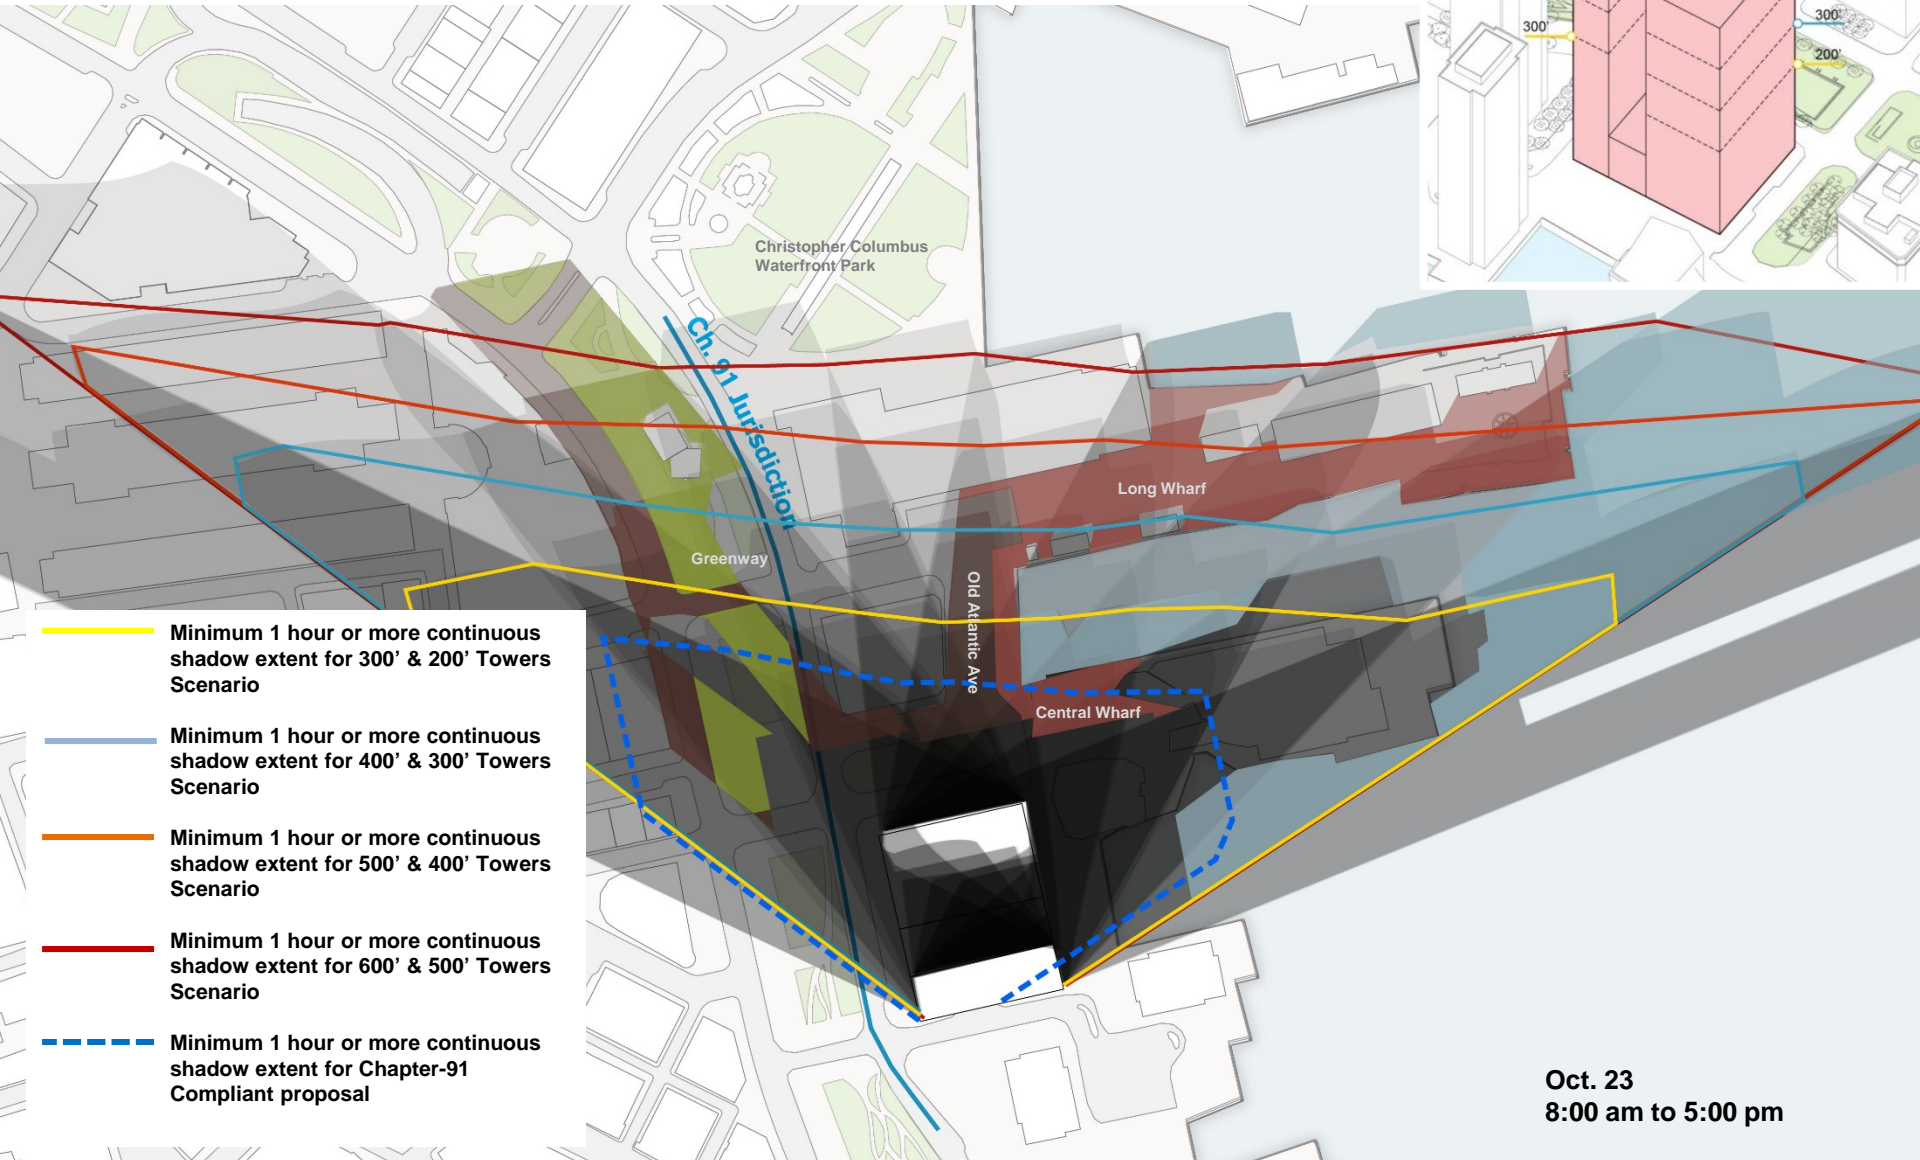 300'
300'
200'
Christopher Columbus
Waterfront Park
Ch. 91 Jurisdiction
Long Wharf
Greenway
Old Atlantic Ave
Central Wharf
Minimum 1 hour or more continuous
shadow extent for 300’ & 200’ Towers
Scenario
Minimum 1 hour or more continuous
shadow extent for 400’ & 300’ Towers
Scenario
Minimum 1 hour or more continuous
shadow extent for 500’ & 400’ Towers
Scenario
Minimum 1 hour or more continuous
shadow extent for 600’ & 500’ Towers
Scenario
Minimum 1 hour or more continuous
shadow extent for Chapter-91
Compliant proposal
Oct. 23
8:00 am to 5:00 pm